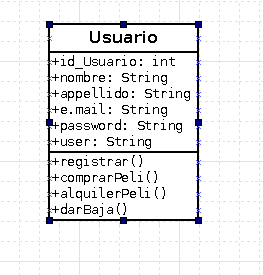 Usuario
+id_Usuario: int
+nombre: String
+appellido: String
+e.mail: String
+password: String
+user: String
+registrar()
+comprarPeli()
+alquilerPeli()
+darBaja()